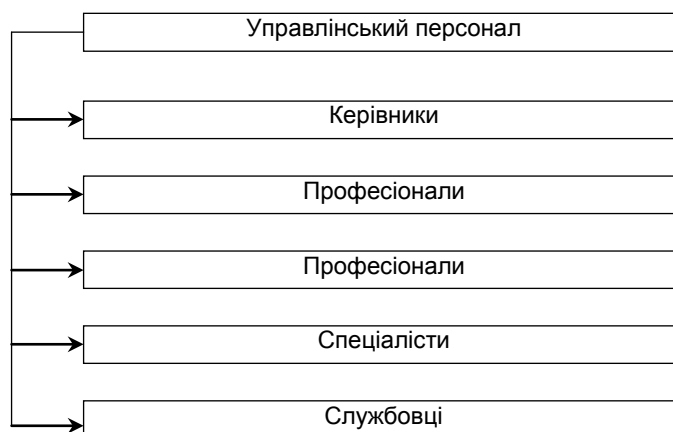 Управлінський персонал
Керівники
Професіонали
Професіонали
Спеціалісти
Службовці